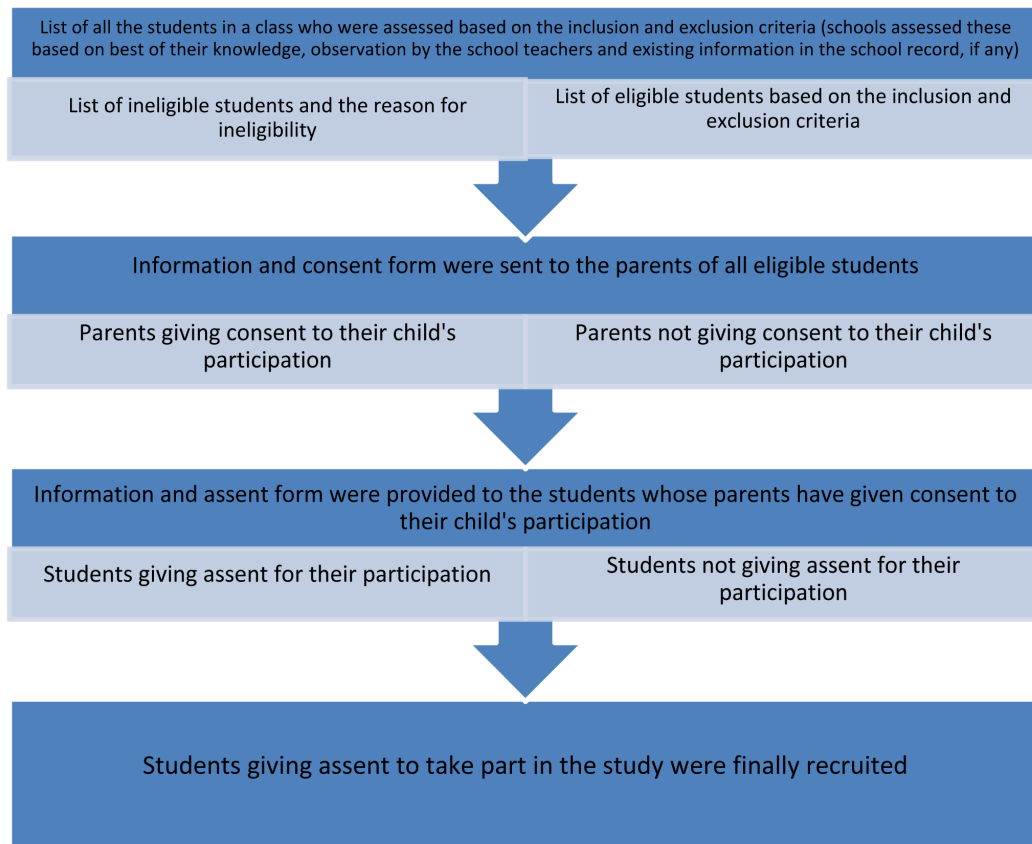 List of all the students in a class who were assessed based on the inclusion and exclusion criteria (schools assessed these
based on best of their knowledge, observation by the school teachers and existing information in the school record, if any)
List of ineligible students and the reason for
ineligibility
List of eligible students based on the inclusion and
exclusion criteria
Information and consent form were sent to the parents of all eligible students
Parents giving consent to their child's
participation
Parents not giving consent to their child's
participation
Information and assent form were provided to the students whose parents have given consent to
their child's participation
Students giving assent for their participation
Students not giving assent for their
participation
Students giving assent to take part in the study were finally recruited